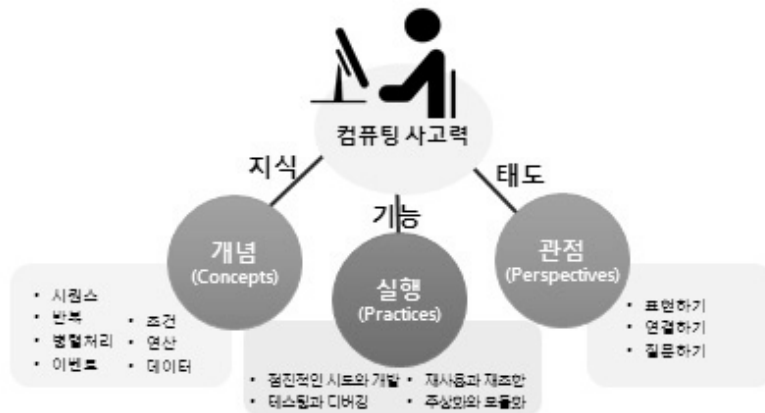 컴퓨팅 사고력
지식
기능
태도
개념
(Concepts)
실행
(Practices)
관점
(Perspectives)
• 시퀀스
• 반복
• 병렬처리
• 이벤트
• 조건
• 연산
• 데이터
• 점진적인 시도와 개발
• 테스팅과 디버깅
• 재사용과 재조합
• 추상화와 모듈화
• 표현하기
• 연결하기
• 질문하기